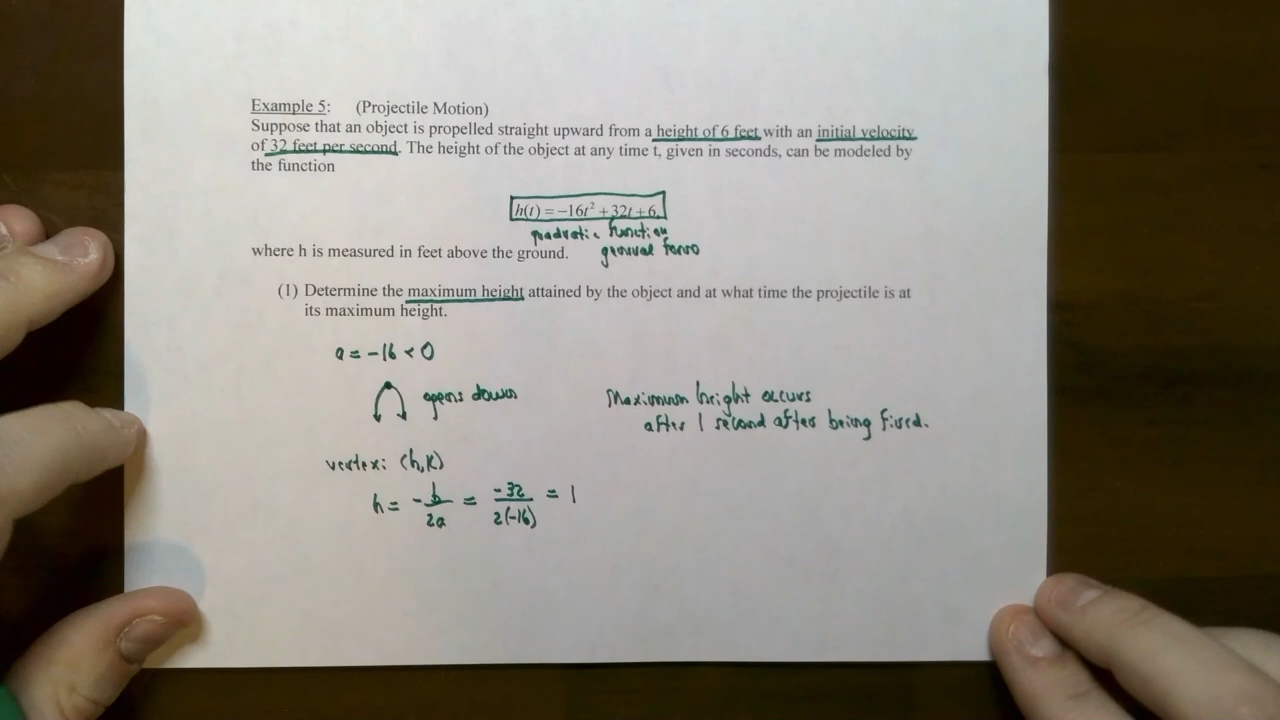 Example 5: (Projectile Motion)
Suppose that an object is propelled straight upward from a height of 6 feet with an initial velocity
of 32 feet per second. The height of the object at any time t, given in seconds, can be modeled by
the function
h(t) = −16t² + 32t + 6,
quadratic function
general form
where h is measured in feet above the ground.
(1) Determine the maximum height attained by the object and at what time the projectile is at
its maximum height.
a = -16 < 0
opens down
Maximum height occurs
after 1 second after being fired.
vertex: (h,k)
h = -b/2a = -32/2(-16) = 1